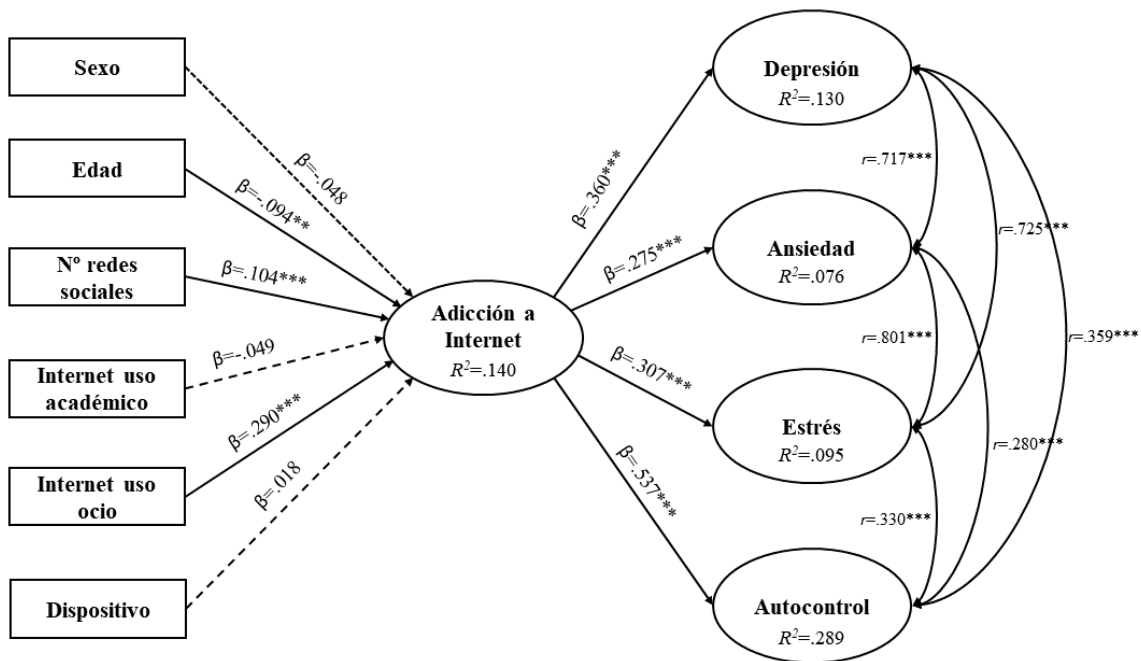 Sexo
Edad
Nº redes
sociales
Internet uso
académico
Internet uso
ocio
Dispositivo
β=-.048
β=-.094**
β=.104***
β=-.049
β=.290***
β=.018
Adicción a
Internet
R²=.140
β=.360***
β=.275***
β=.307***
β=.537***
Depresión
R²=.130
Ansiedad
R²=.076
Estrés
R²=.095
Autocontrol
R²=.289
r=.717***
r=.725***
r=.801***
r=.359***
r=.280***
r=.330***